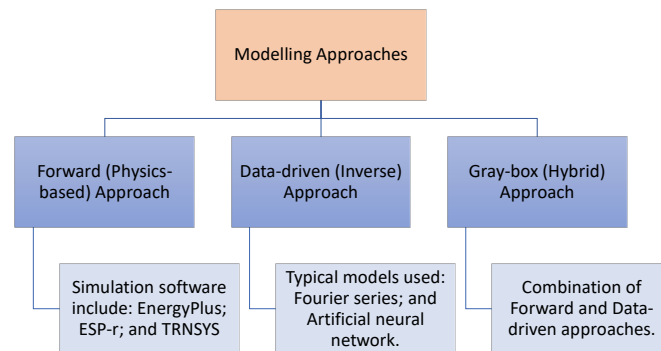 Modelling Approaches
Forward (Physics-
based) Approach
Data-driven (Inverse)
Approach
Gray-box (Hybrid)
Approach
Simulation software
include: EnergyPlus;
ESP-r; and TRNSYS
Typical models used:
Fourier series; and
Artificial neural
network.
Combination of
Forward and Data-
driven approaches.